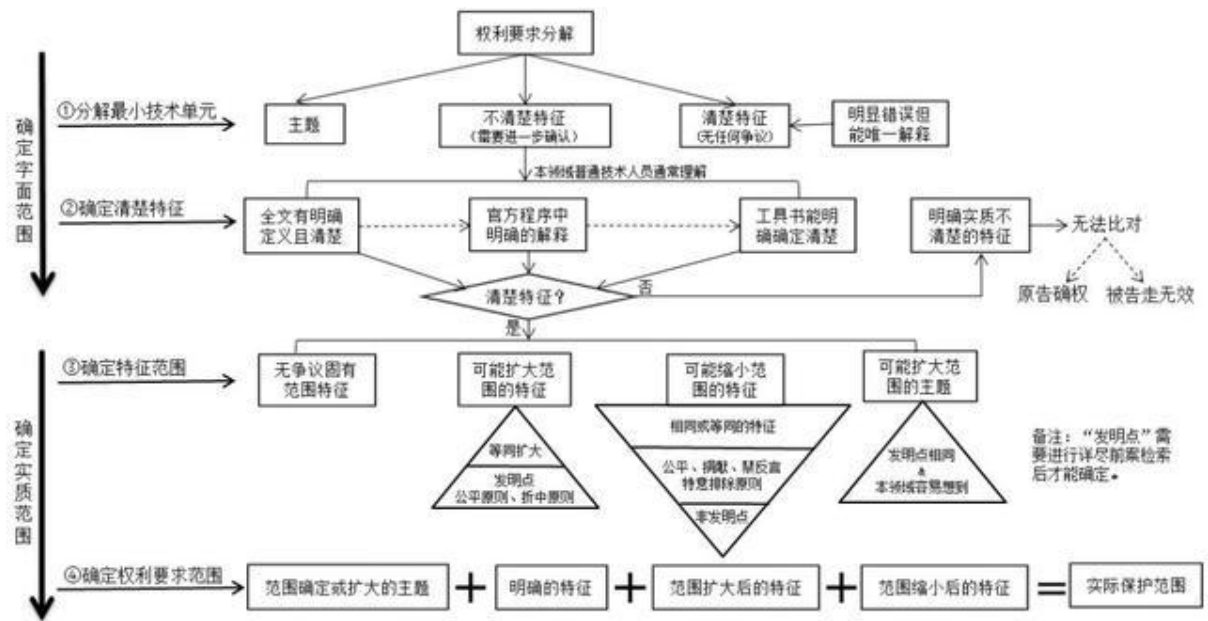 权利要求分解
①分解最小技术单元
主题
不清楚特征
(需要进一步确认)
清楚特征
(无任何争议)
明显错误但
能唯一解释
确定字面范围
本领域普通技术人员通常理解
②确定清楚特征
全文有明确
定义且清楚
官方程序中
明确的解释
工具书能明
确确定清楚
明确实质不
清楚的特征
无法比对
原告确权
被告走无效
清楚特征？
否
是
③确定特征范围
无争议固有
范围特征
可能扩大范
围的特征
可能缩小范
围的特征
可能扩大范
围的主题
确定实质范围
等同扩大
发明点
公平原则、折中原则
相同或等同的特征
公平、捐献、禁反言
特意排除原则
非发明点
发明点相同
&
本领域容易想到
备注：“发明点”需
要进行详尽前案检索
后才能确定。
④确定权利要求范围
范围确定或扩大的主题
+
明确的特征
+
范围扩大后的特征
+
范围缩小后的特征
=
实际保护范围